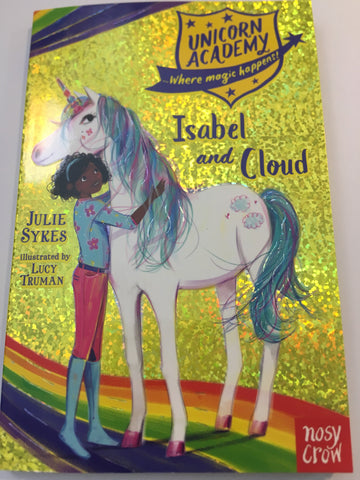 UNICORN
ACADEMY
Where magic happens!
Isabel
and Cloud
JULIE
SYKES
illustrated by
LUCY
TRUMAN
nosy
crow